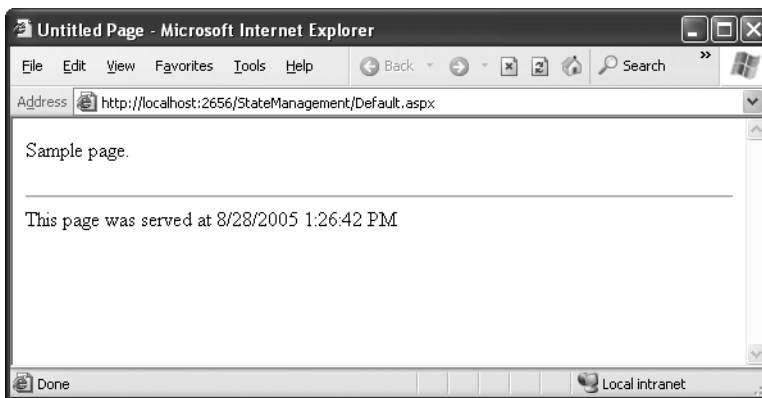 Untitled Page - Microsoft Internet Explorer
File Edit View Favorites Tools Help Back Search »
Address http://localhost:2656/StateManagement/Default.aspx
Sample page.
This page was served at 8/28/2005 1:26:42 PM
Done Local intranet